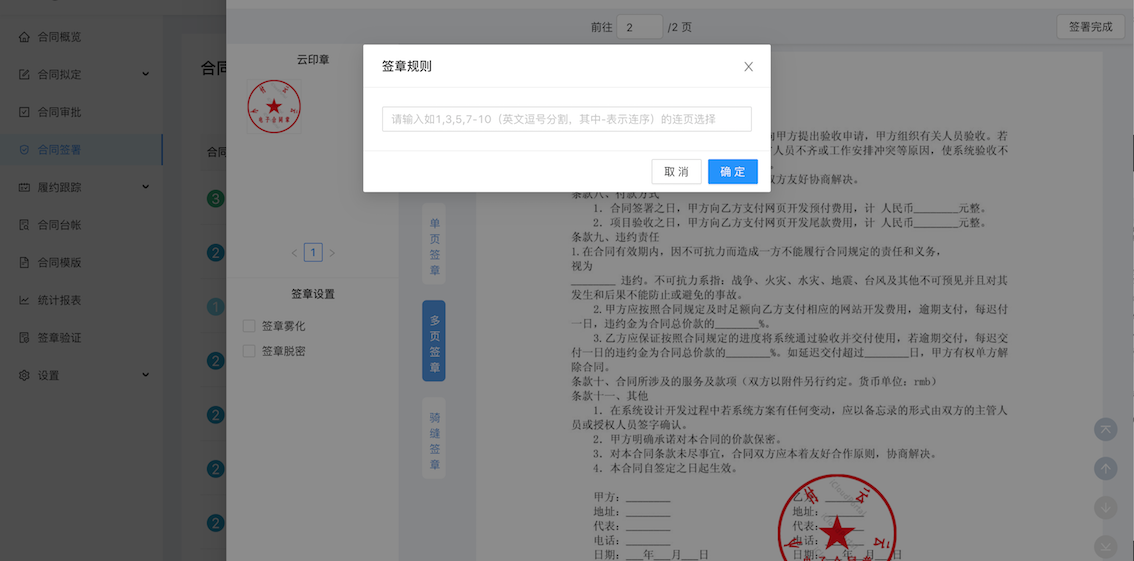 前往 2 /2 页
签署完成
合同概览
合同拟定
合同审批
合同签署
履约跟踪
合同台帐
合同模版
统计报表
签章验证
设置
合同
合同
3
2
1
2
2
2
2
云印章
电子合同章
1
签章设置
签章雾化
签章脱密
签章规则
请输入如1,3,5,7-10（英文逗号分割，其中-表示连序）的连页选择
取 消
确 定
单页签章
多页签章
骑缝签章
向甲方提出验收申请，甲方组织有关人员验收。若
人员不齐或工作安排冲突等原因，使系统验收不
双方友好协商解决。
条款八、付款方式
1．合同签署之日，甲方向乙方支付网页开发预付费用，计 人民币________元整。
2．项目验收之日，甲方向乙方支付网页开发尾款费用，计 人民币________元整。
条款九、违约责任
1.在合同有效期内，因不可抗力而造成一方不能履行合同规定的责任和义务，
视为
________ 违约。不可抗力系指：战争、火灾、水灾、地震、台风及其他不可预见并且对其
发生和后果不能防止或避免的事故。
2.甲方应按照合同规定及时足额向乙方支付相应的网站开发费用，逾期支付，每迟付
一日，违约金为合同总价款的________%。
3.乙方应保证按照合同规定的进度将系统通过验收并交付使用，若逾期交付，每迟交
付一日的违约金为合同总价款的________%。如延迟交付超过________日，甲方有权单方解
除合同。
条款十、合同所涉及的服务及款项（双方以附件另行约定。货币单位：rmb）
条款十一、其他
1．在系统设计开发过程中若系统方案有任何变动，应以备忘录的形式由双方的主管人
员或授权人员签字确认。
2．甲方明确承诺对本合同的价款保密。
3．对本合同条款未尽事宜，合同双方应本着友好合作原则，协商解决。
4．本合同自签定之日起生效。
甲方：________ 乙方：________
地址：________ 地址：________
代表：________ 代表：________
电话：________ 电话：________
日期：___年___月___日 日期：___年___月___日
电子合同章